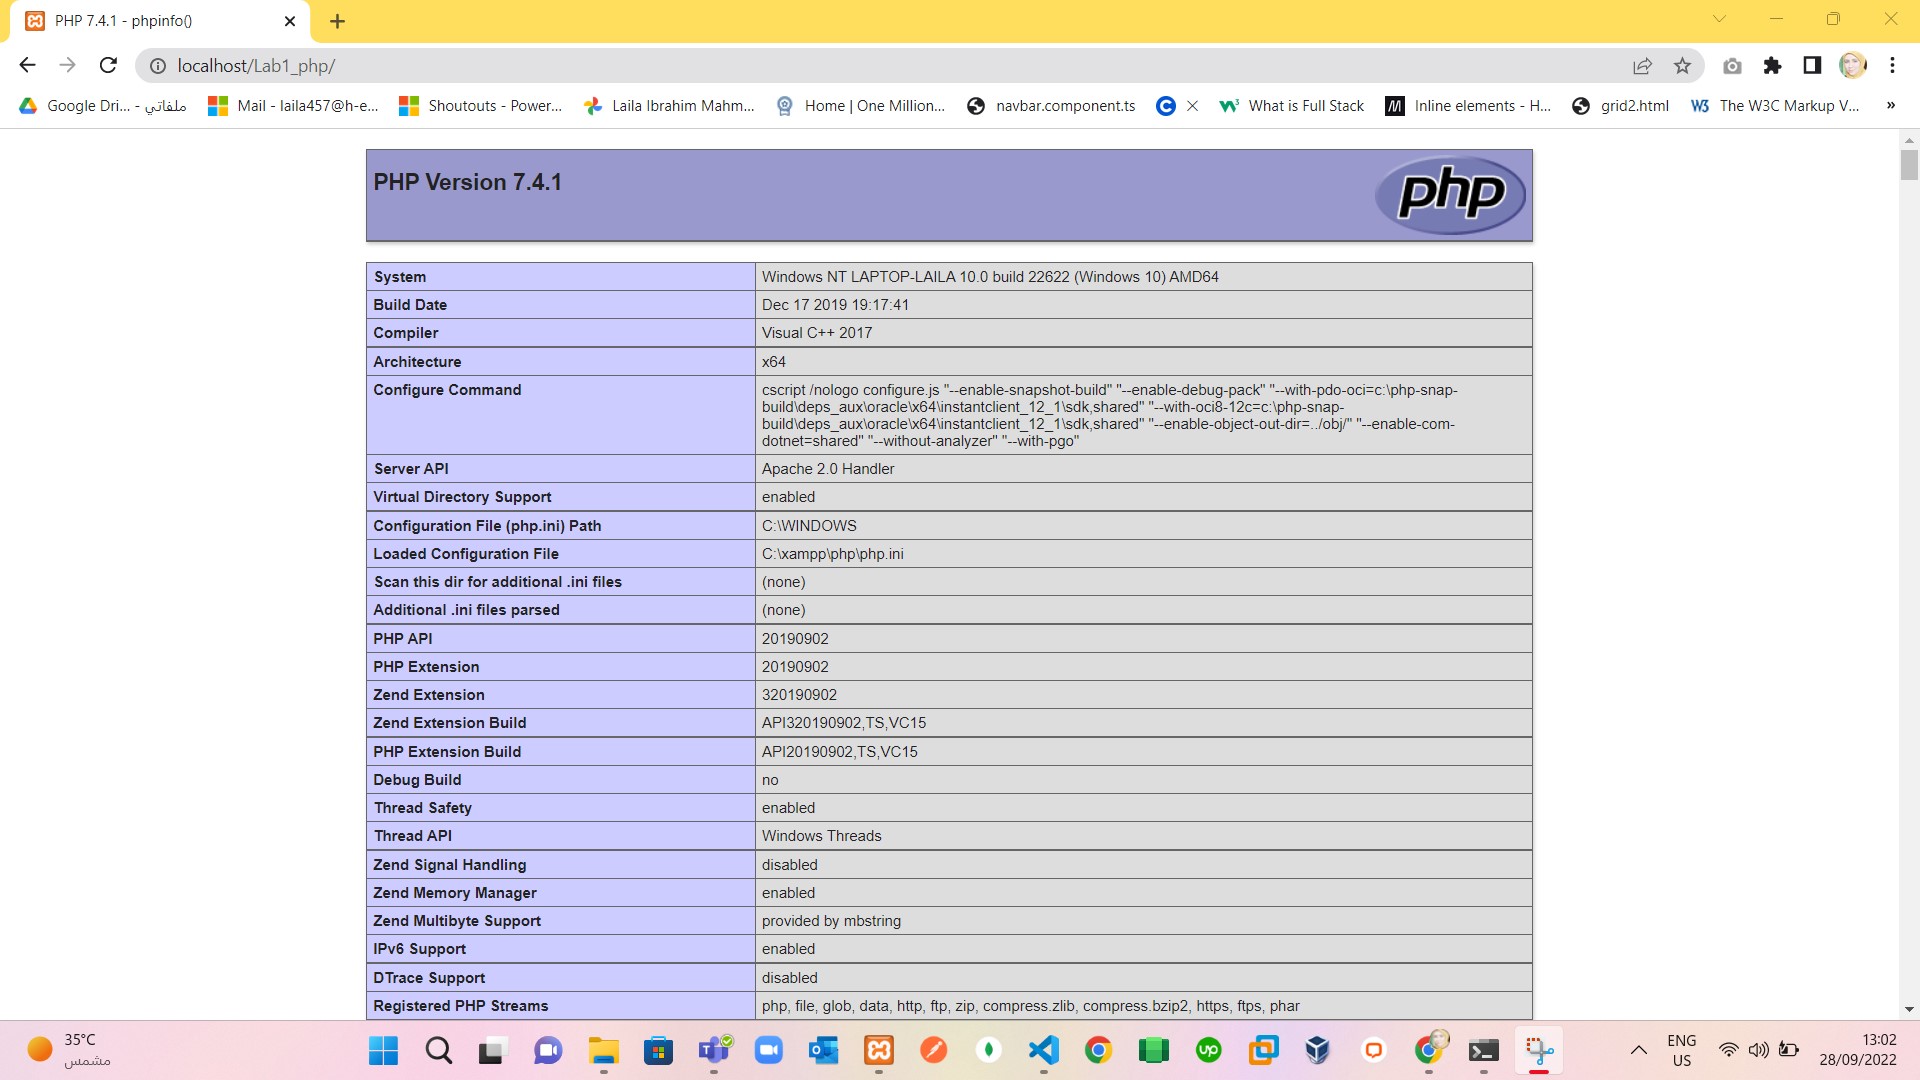 PHP 7.4.1 - phpinfo()
localhost/Lab1_php/
Google Dri... - ملفاتي
Mail - laila457@h-e...
Shoutouts - Power...
Laila Ibrahim Mahm...
Home | One Million...
navbar.component.ts
What is Full Stack
Inline elements - H...
grid2.html
The W3C Markup V...
»
PHP Version 7.4.1
php
System Windows NT LAPTOP-LAILA 10.0 build 22622 (Windows 10) AMD64
Build Date Dec 17 2019 19:17:41
Compiler Visual C++ 2017
Architecture x64
Configure Command cscript /nologo configure.js "--enable-snapshot-build" "--enable-debug-pack" "--with-pdo-oci=c:\php-snap-
build\deps_aux\oracle\x64\instantclient_12_1\sdk,shared" "--with-oci8-12c=c:\php-snap-
build\deps_aux\oracle\x64\instantclient_12_1\sdk,shared" "--enable-object-out-dir=../obj/" "--enable-com-
dotnet=shared" "--without-analyzer" "--with-pgo"
Server API Apache 2.0 Handler
Virtual Directory Support enabled
Configuration File (php.ini) Path C:\WINDOWS
Loaded Configuration File C:\xampp\php\php.ini
Scan this dir for additional .ini files (none)
Additional .ini files parsed (none)
PHP API 20190902
PHP Extension 20190902
Zend Extension 320190902
Zend Extension Build API320190902,TS,VC15
PHP Extension Build API20190902,TS,VC15
Debug Build no
Thread Safety enabled
Thread API Windows Threads
Zend Signal Handling disabled
Zend Memory Manager enabled
Zend Multibyte Support provided by mbstring
IPv6 Support enabled
DTrace Support disabled
Registered PHP Streams php, file, glob, data, http, ftp, zip, compress.zlib, compress.bzip2, https, ftps, phar
35°C
مشمس
up
ENG
US
13:02
28/09/2022